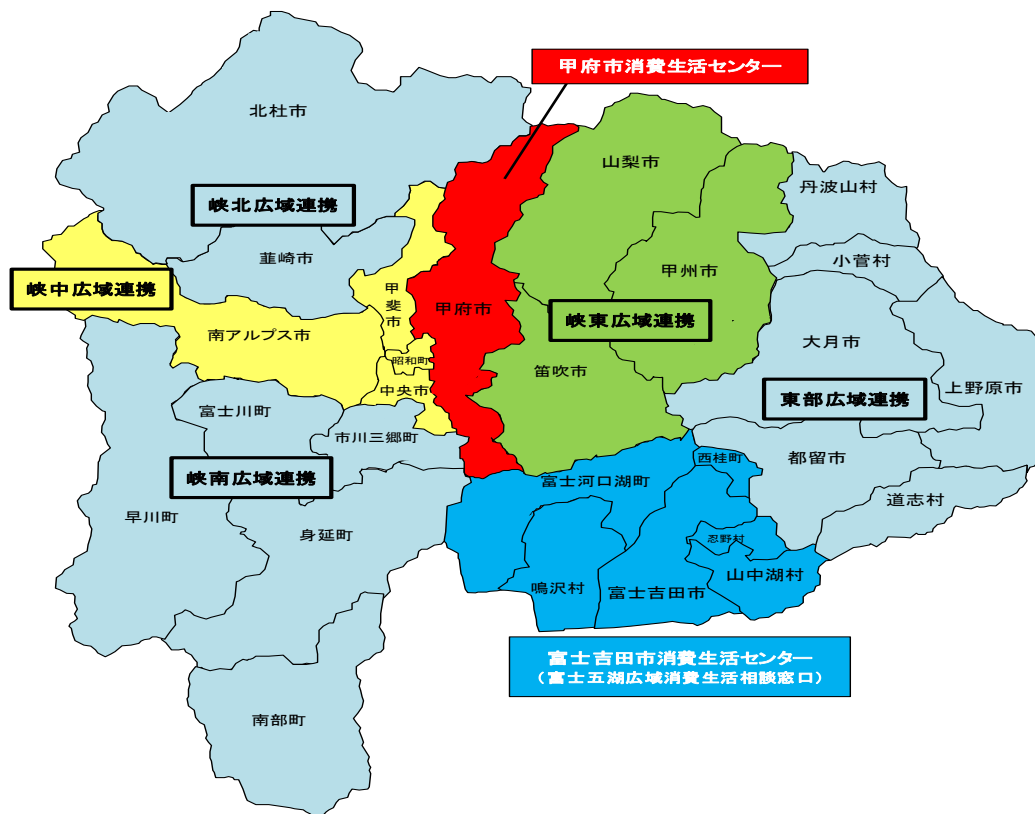 甲府市消費生活センター
北杜市
山梨市
丹波山村
峡北広域連携
韮崎市
小菅村
甲州市
峡中広域連携
甲斐市
甲府市
峡東広域連携
南アルプス市
大月市
昭和町
笛吹市
中央市
上野原市
東部広域連携
富士川町
市川三郷町
西桂町
都留市
峡南広域連携
富士河口湖町
道志村
早川町
身延町
忍野村
山中湖村
鳴沢村
富士吉田市
富士吉田市消費生活センター
(富士五湖広域消費生活相談窓口)
南部町